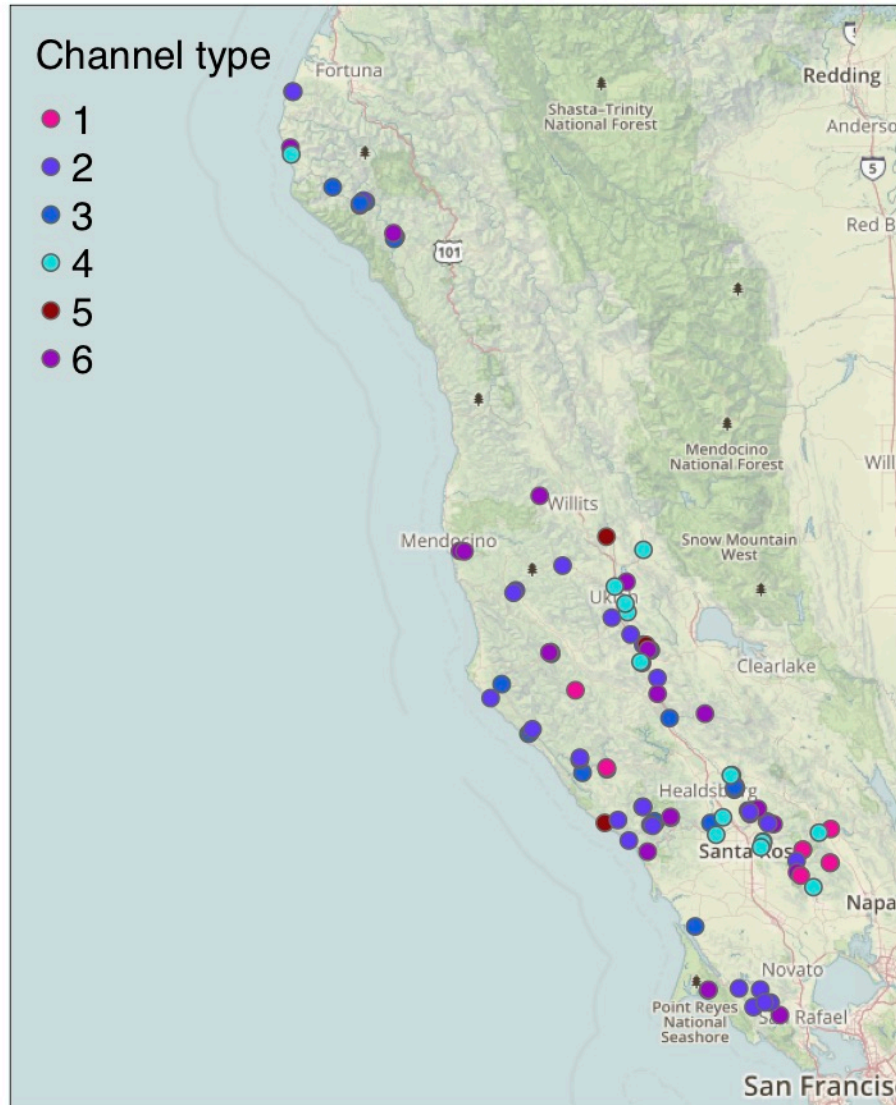 Channel type
1
2
3
4
5
6
Fortuna
Redding
Shasta–Trinity
National Forest
Anderso
5
Red B
101
Mendocino
National Forest
Will
Willits
Mendocino
Snow Mountain
West
Clearlake
Healdsburg
Santa Ros
Napa
Novato
Point Reyes
National
Seashore
Rafael
San Francis